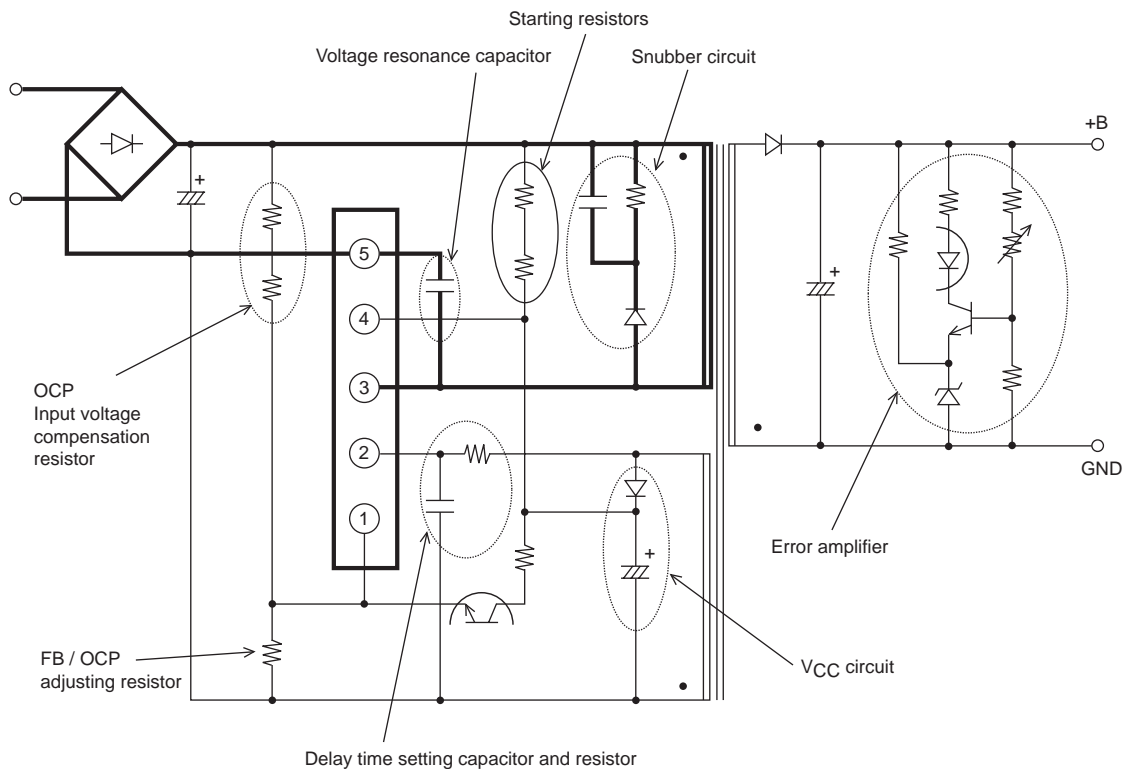 Starting resistors
Voltage resonance capacitor
Snubber circuit
+B
+
5
+
4
OCP
Input voltage
compensation
resistor
3
2
GND
1
Error amplifier
+
FB / OCP
adjusting resistor
VCC circuit
Delay time setting capacitor and resistor